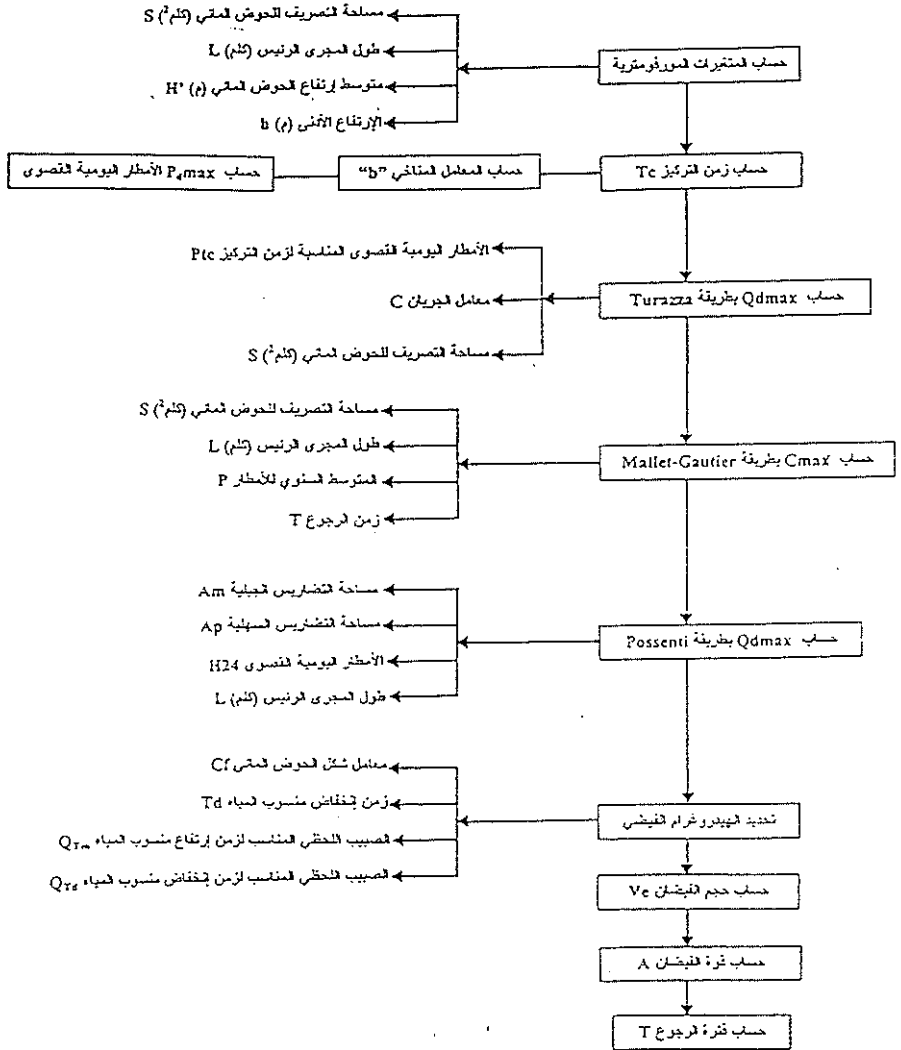 مساحة التصريف للحوض المائي (كلم²) S
طول المجرى الرئيس (كلم) L
متوسط إرتفاع الحوض المائي (م) H'
الإرتفاع الأدنى (م) h
حساب المتغيرات المورفومترية
حساب زمن التركيز Tc
حساب المعامل المناخي "b"
حساب P₄max الأمطار اليومية القصوى
الأمطار اليومية القصوى المناسبة لزمن التركيز Ptc
معامل الجريان C
مساحة التصريف للحوض المائي (كلم²) S
حساب Qdmax بطريقة Turazza
مساحة التصريف للحوض المائي (كلم²) S
طول المجرى الرئيس (كلم) L
المتوسط السنوي للأمطار P
زمن الرجوع T
حساب Cmax بطريقة Mallet-Gautier
مساحة التضاريس الجبلية Am
مساحة التضاريس السهلية Ap
الأمطار اليومية القصوى H24
طول المجرى الرئيس (كلم) L
حساب Qdmax بطريقة Possenti
معامل شكل الحوض المائي Cf
زمن إنخفاض منسوب المياه Td
الصبيب اللحظي المناسب لزمن إرتفاع منسوب المياه Q_Tm
الصبيب اللحظي المناسب لزمن إنخفاض منسوب المياه Q_Td
تحديد الهيدروغرام الفيضي
حساب حجم الفيضان Ve
حساب قوة الفيضان A
حساب فترة الرجوع T